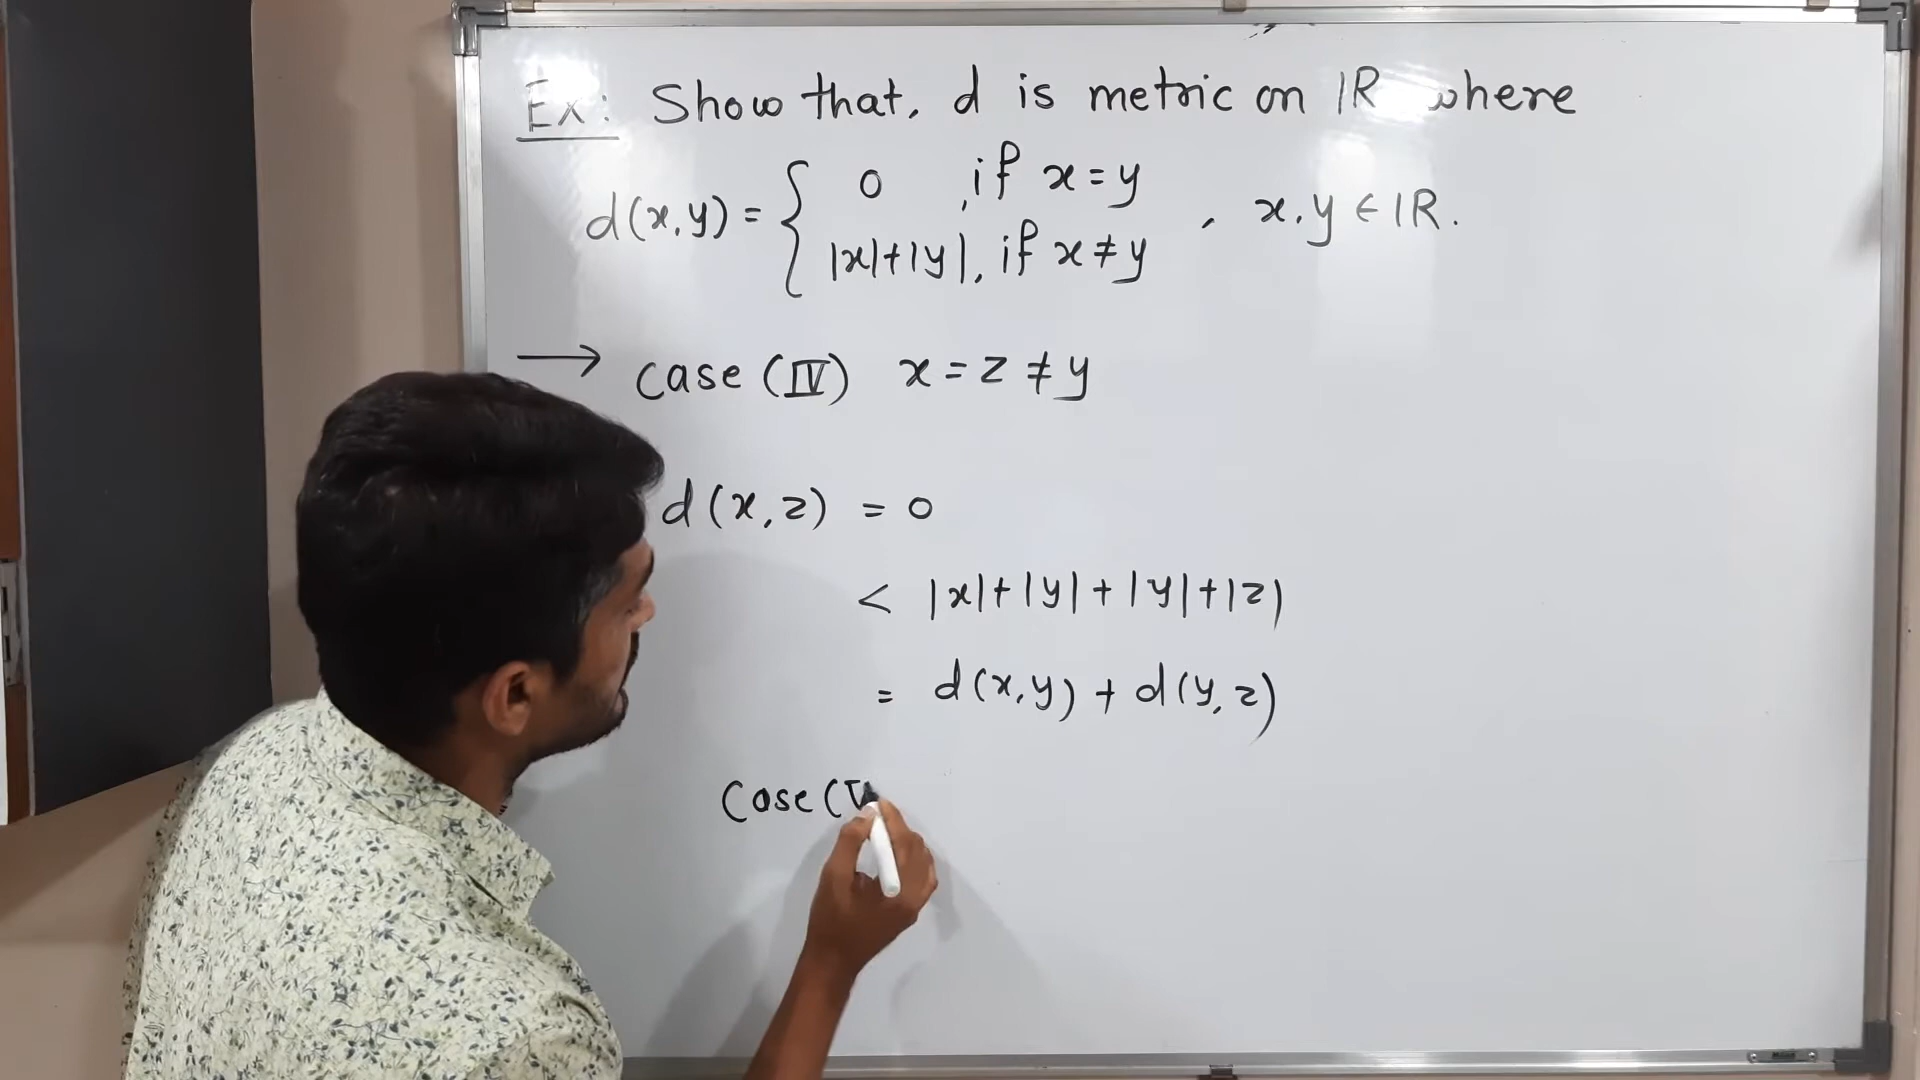 Ex: Show that, d is metric on IR where
d(x,y) = { 0 , if x = y
|x|+|y|, if x ≠ y , x,y ∈ IR.
→ case (IV) x = z ≠ y
d(x,z) = 0
< |x|+|y|+|y|+|z|
= d(x,y) + d(y,z)
Case (